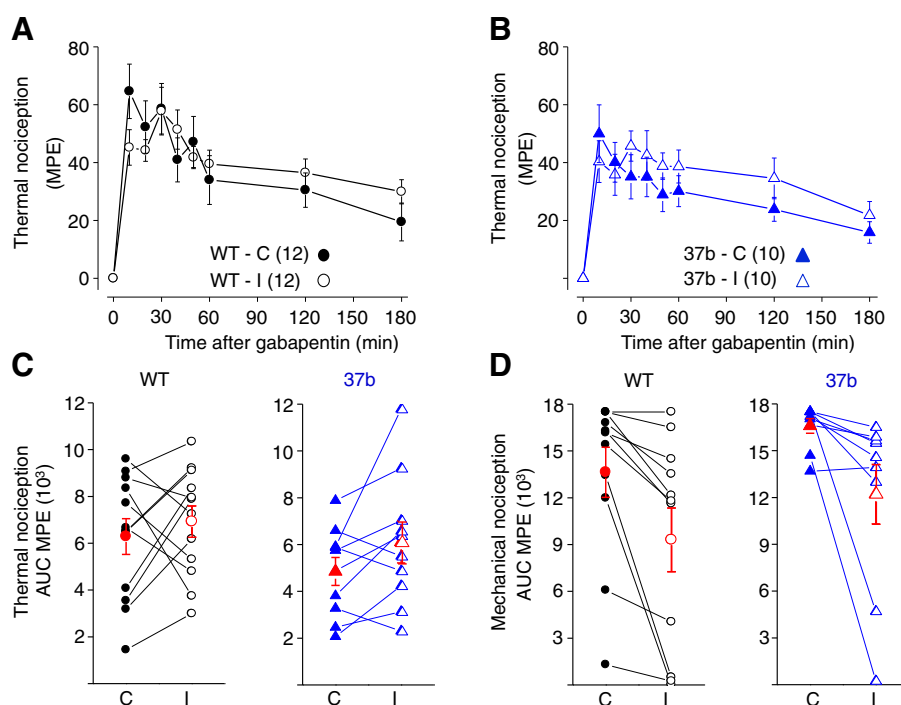 A
Thermal nociception
(MPE)
80
60
40
20
0
WT - C (12)
WT - I (12)
0 30 60 90 120 150 180
Time after gabapentin (min)
B
Thermal nociception
(MPE)
80
60
40
20
0
37b - C (10)
37b - I (10)
0 30 60 90 120 150 180
Time after gabapentin (min)
C
WT
37b
Thermal nociception
AUC MPE (10³)
12
10
8
6
4
2
C I
12
10
8
6
4
2
C I
D
WT
37b
Mechanical nociception
AUC MPE (10³)
18
15
12
9
6
3
C I
18
15
12
9
6
3
C I